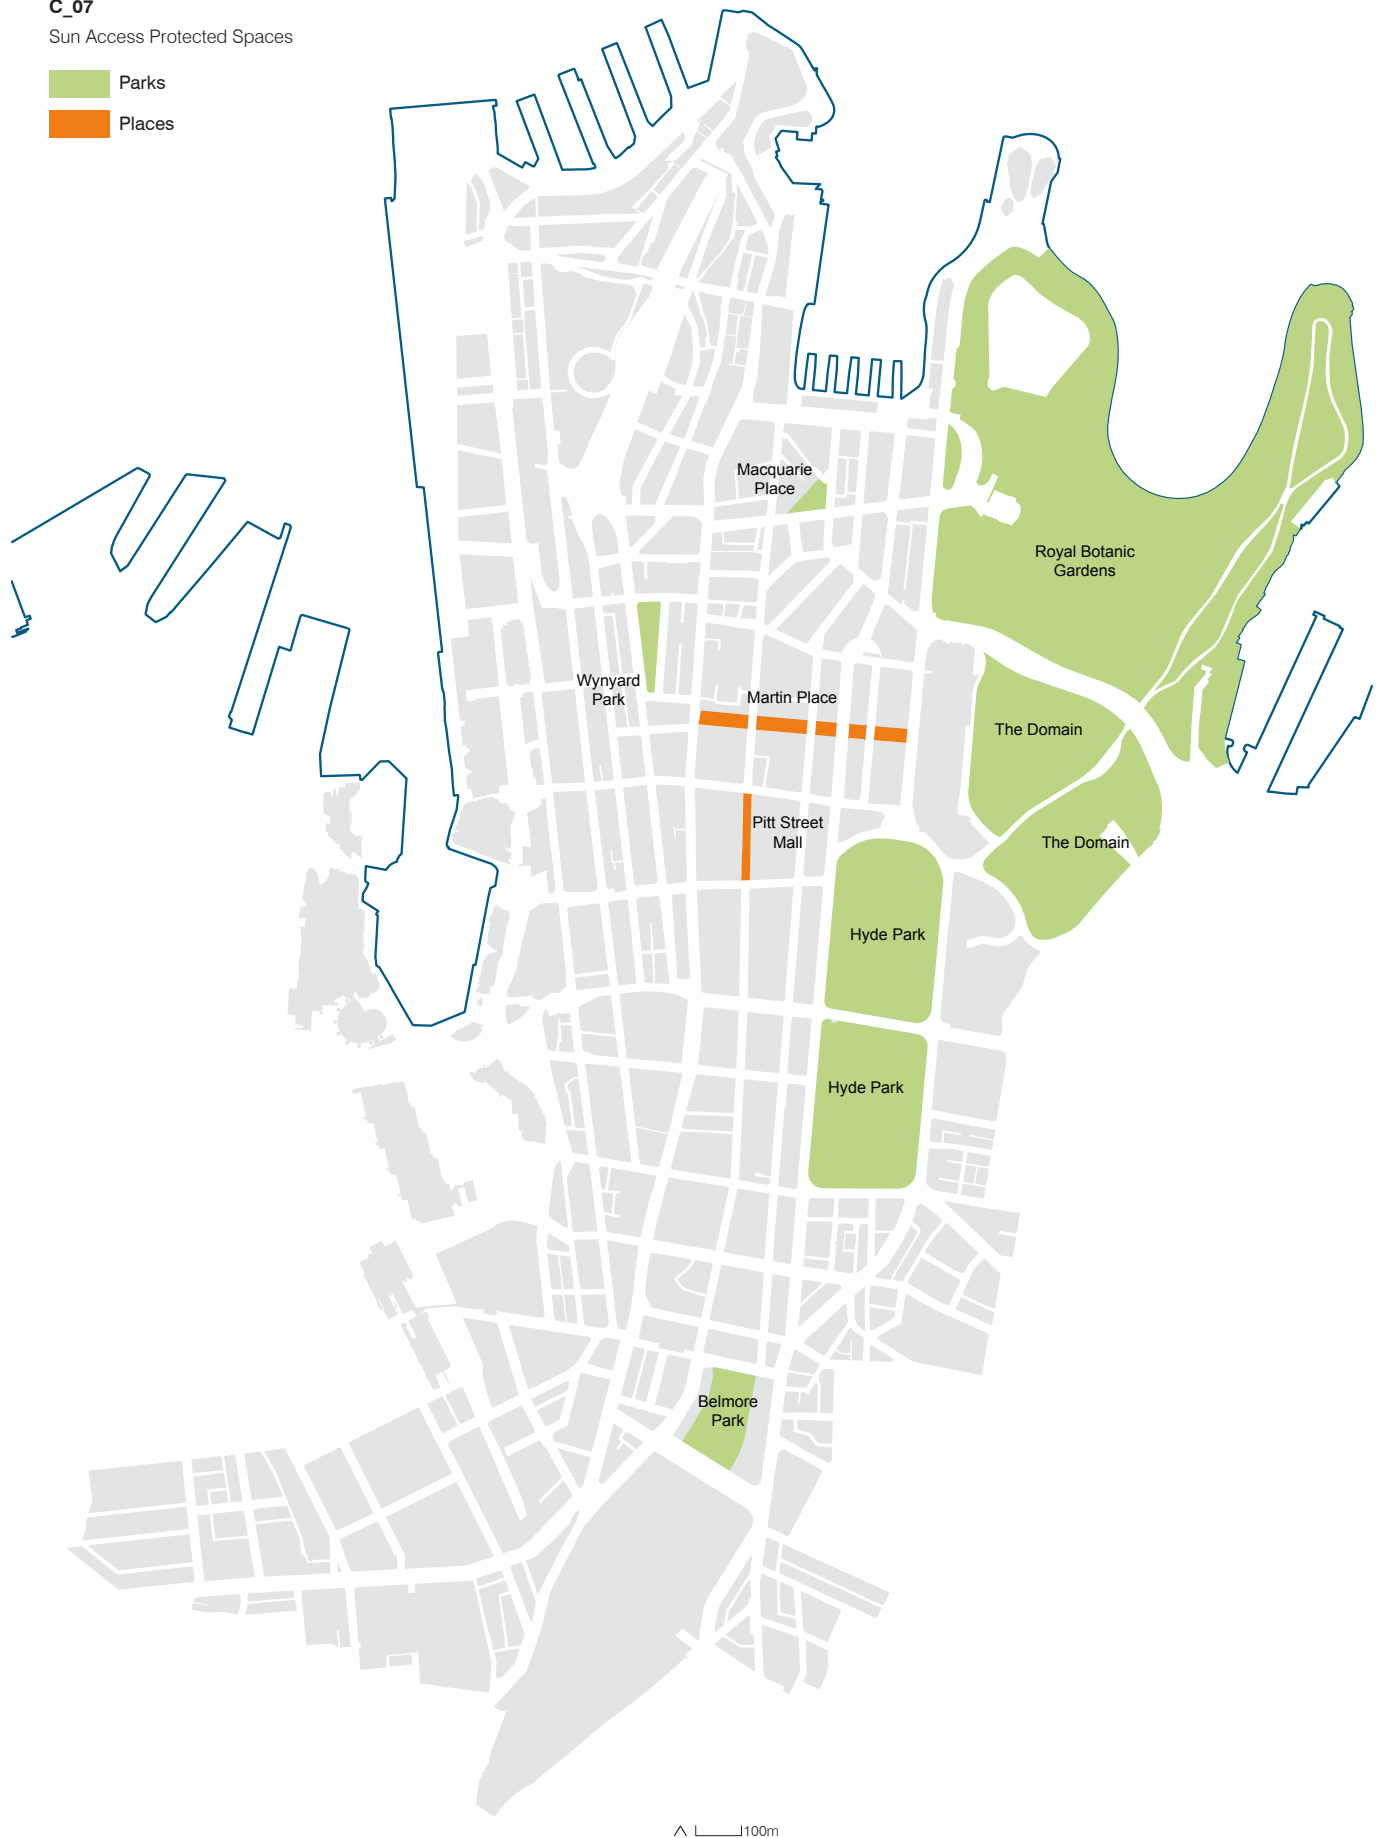 C_07
Sun Access Protected Spaces
Parks
Places
Macquarie
Place
Royal Botanic
Gardens
Wynyard
Park
Martin Place
The Domain
Pitt Street
Mall
The Domain
Hyde Park
Hyde Park
Belmore
Park
100m